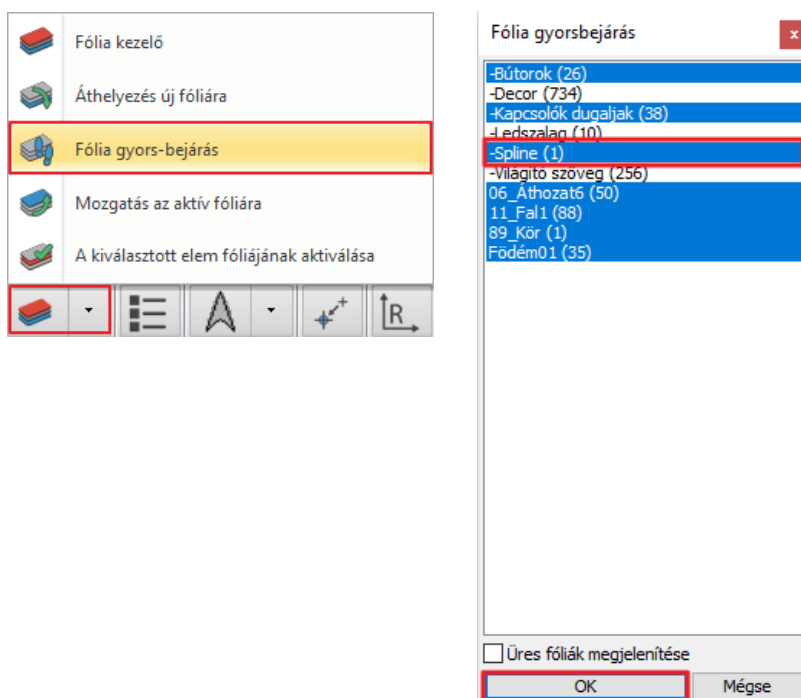 Fólia kezelő
Áthelyezés új fóliára
Fólia gyors-bejárás
Mozgatás az aktív fóliára
A kiválasztott elem fóliájának aktiválása
R
Fólia gyorsbejárás
x
-Bútorok (26)
-Decor (734)
-Kapcsolók dugaljak (38)
-Ledszalag (10)
-Spline (1)
-Világító szöveg (256)
06_Áthozat6 (50)
11_Fal1 (88)
89_Kör (1)
Födém01 (35)
Üres fóliák megjelenítése
OK
Mégse